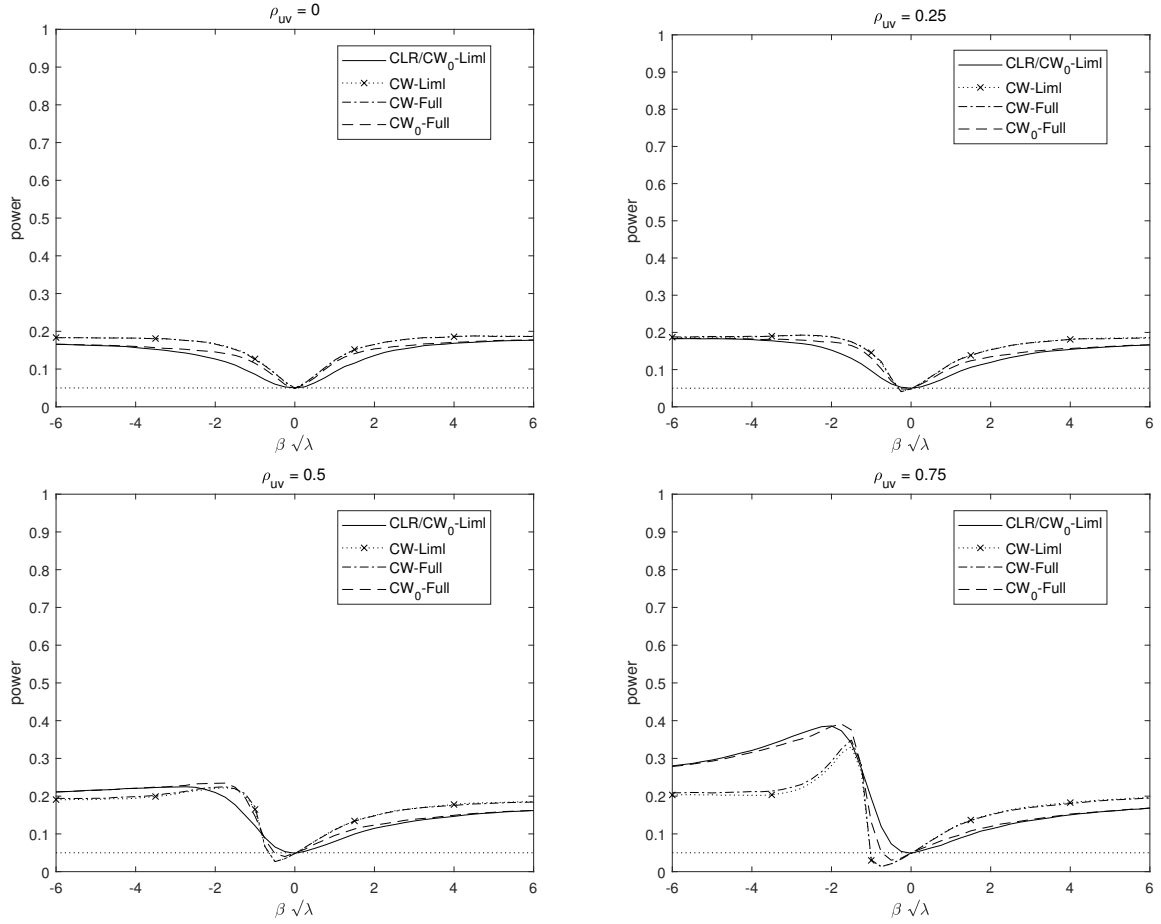 ρuv = 0
power
1
0.9
0.8
0.7
0.6
0.5
0.4
0.3
0.2
0.1
0
CLR/CW0-Liml
CW-Liml
CW-Full
CW0-Full
-6 -4 -2 0 2 4 6
β √λ
ρuv = 0.25
power
1
0.9
0.8
0.7
0.6
0.5
0.4
0.3
0.2
0.1
0
CLR/CW0-Liml
CW-Liml
CW-Full
CW0-Full
-6 -4 -2 0 2 4 6
β √λ
ρuv = 0.5
power
1
0.9
0.8
0.7
0.6
0.5
0.4
0.3
0.2
0.1
0
CLR/CW0-Liml
CW-Liml
CW-Full
CW0-Full
-6 -4 -2 0 2 4 6
β √λ
ρuv = 0.75
power
1
0.9
0.8
0.7
0.6
0.5
0.4
0.3
0.2
0.1
0
CLR/CW0-Liml
CW-Liml
CW-Full
CW0-Full
-6 -4 -2 0 2 4 6
β √λ